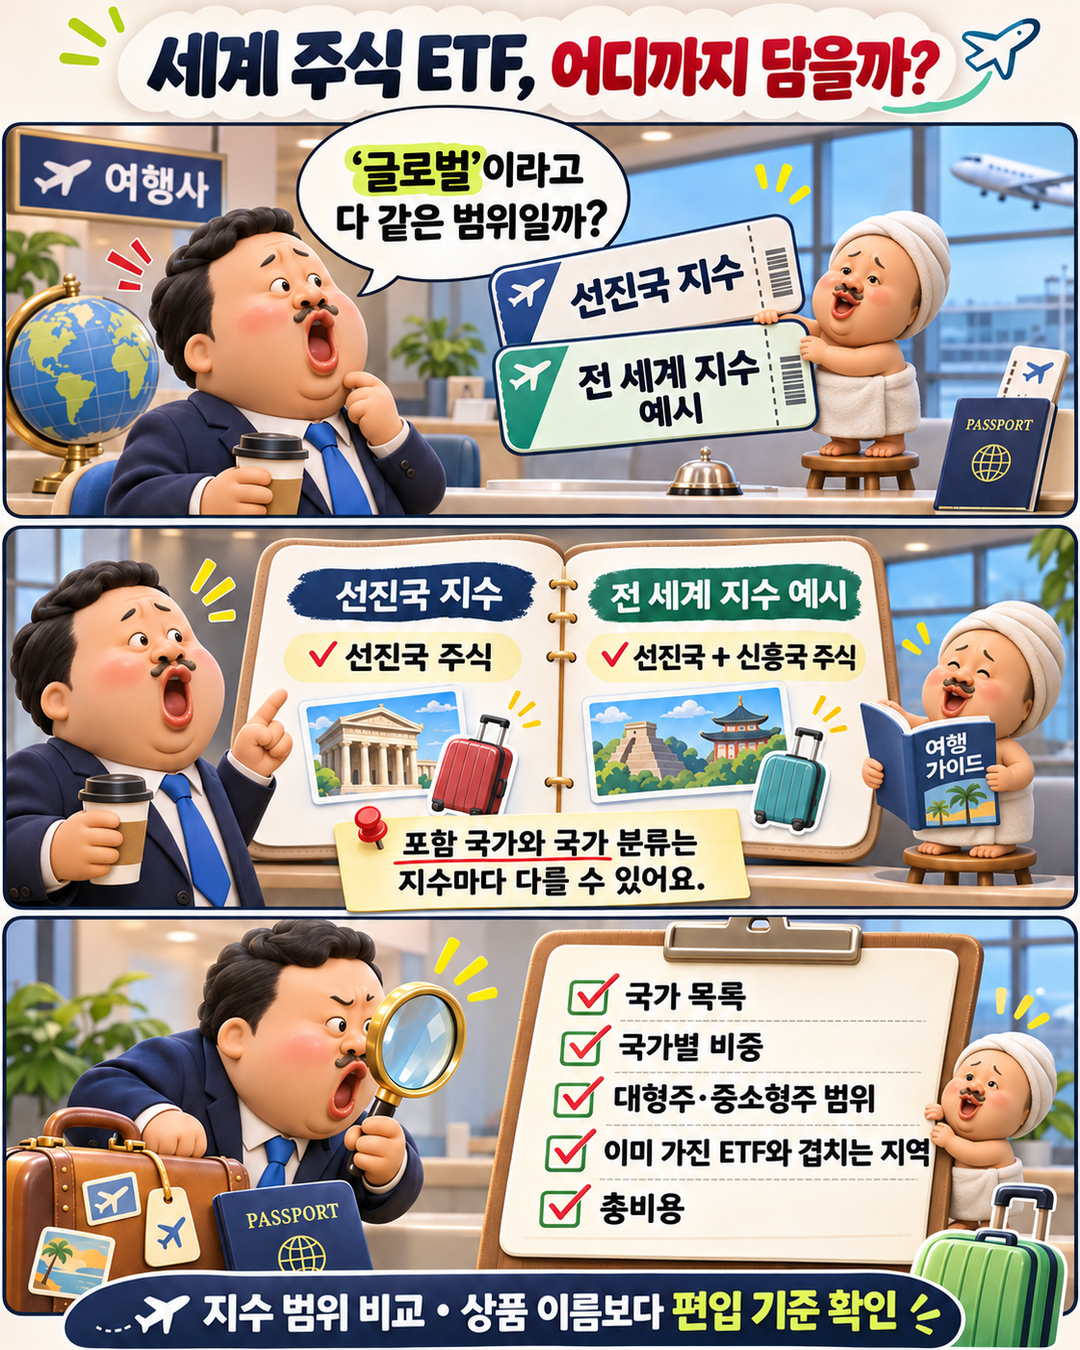 세계 주식 ETF, 어디까지 담을까?
여행사
‘글로벌’이라고
다 같은 범위일까?
선진국 지수
전 세계 지수
예시
PASSPORT
선진국 지수
선진국 주식
전 세계 지수 예시
선진국 + 신흥국 주식
여행
가이드
포함 국가와 국가 분류는
지수마다 다를 수 있어요.
국가 목록
국가별 비중
대형주·중소형주 범위
이미 가진 ETF와 겹치는 지역
총비용
PASSPORT
지수 범위 비교 · 상품 이름보다 편입 기준 확인